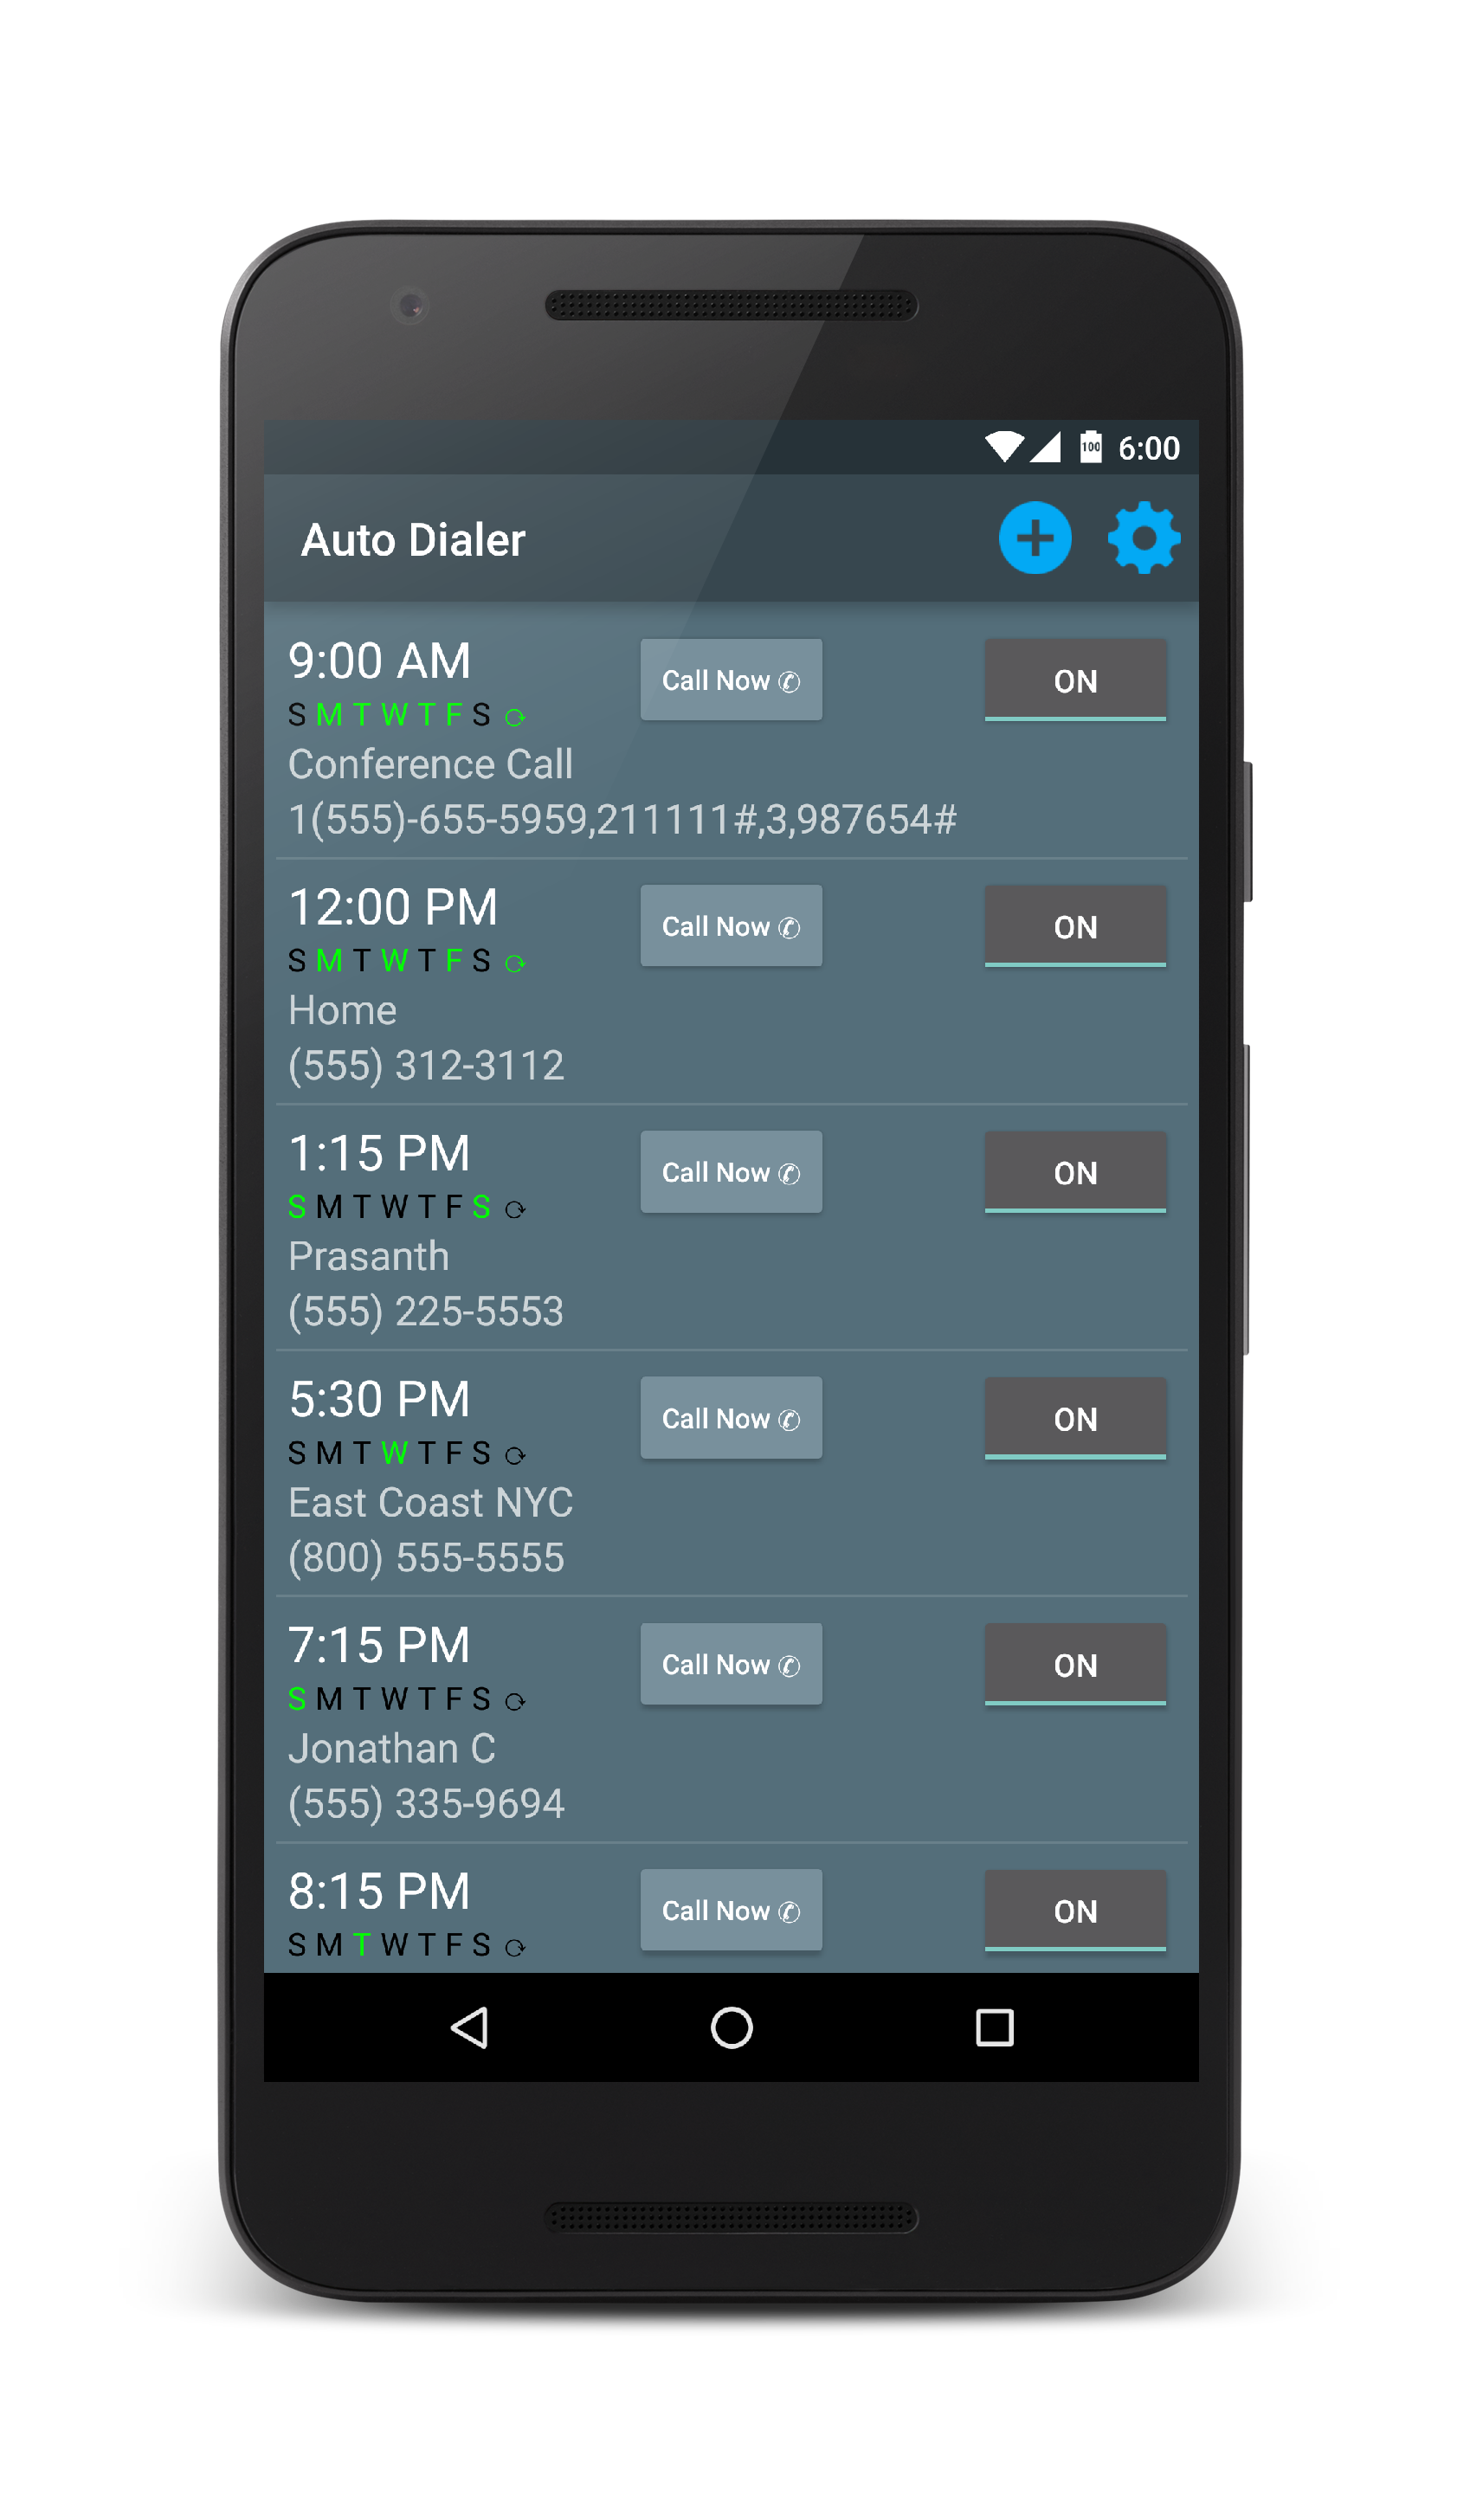 100 6:00
Auto Dialer
9:00 AM Call Now ✆ ON
S M T W T F S ⟳
Conference Call
1(555)-655-5959,211111#,3,987654#
12:00 PM Call Now ✆ ON
S M T W T F S ⟳
Home
(555) 312-3112
1:15 PM Call Now ✆ ON
S M T W T F S ⟳
Prasanth
(555) 225-5553
5:30 PM Call Now ✆ ON
S M T W T F S ⟳
East Coast NYC
(800) 555-5555
7:15 PM Call Now ✆ ON
S M T W T F S ⟳
Jonathan C
(555) 335-9694
8:15 PM Call Now ✆ ON
S M T W T F S ⟳